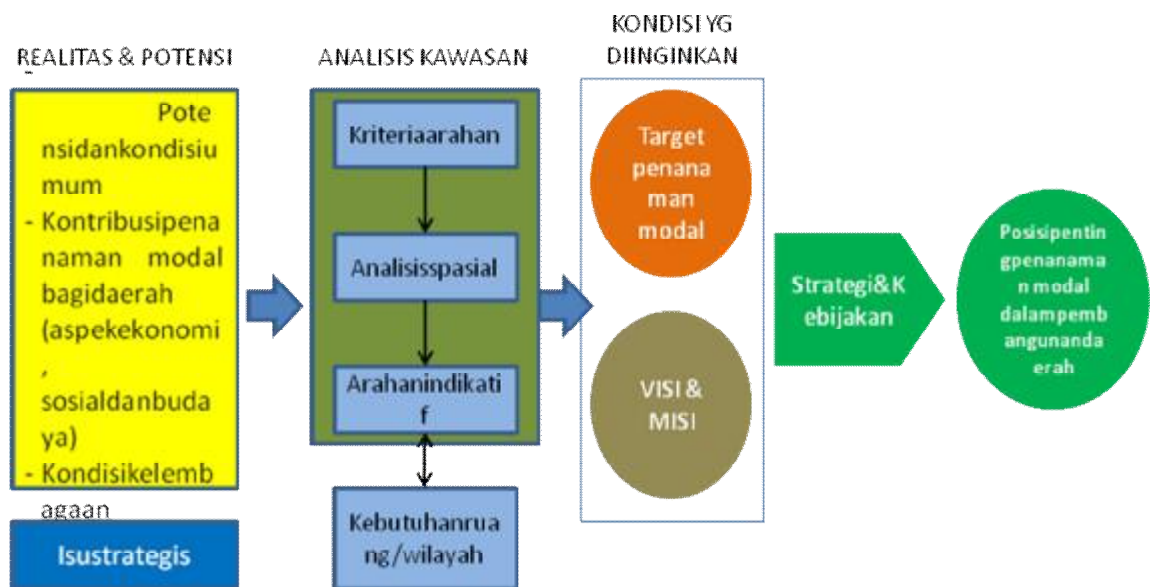 REALITAS & POTENSI
-
Pote
nsidankondisiu
mum
- Kontribusipena
naman modal
bagidaerah
(aspekekonomi
,
sosialdanbuda
ya)
- Kondisikelemb
agaan
Isustrategis
ANALISIS KAWASAN
Kriteriaarahan
Analisisspasial
Arahanindikati
f
Kebutuhanrua
ng/wilayah
KONDISI YG
DIINGINKAN
Target
penana
man
modal
VISI &
MISI
Strategi&K
ebijakan
Posisipentin
gpenanama
n modal
dalampemb
angunanda
erah